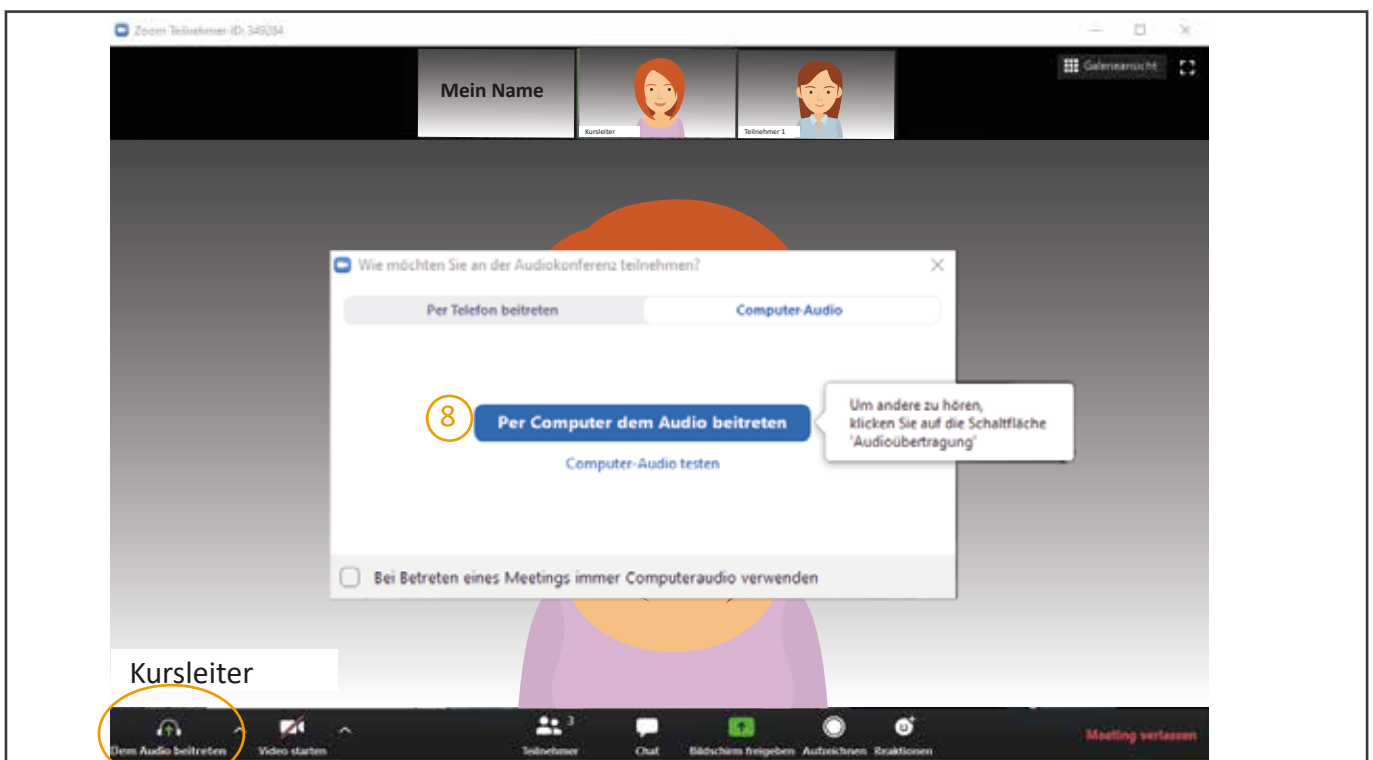 Zoom Teilnehmer-ID: 349284
Galerieansicht
Mein Name
Kursleiter
Teilnehmer 1
Wie möchten Sie an der Audiokonferenz teilnehmen?
Per Telefon beitreten
Computer-Audio
8
Per Computer dem Audio beitreten
Um andere zu hören,
klicken Sie auf die Schaltfläche
'Audioübertragung'
Computer-Audio testen
Bei Betreten eines Meetings immer Computeraudio verwenden
Kursleiter
3
Dem Audio beitreten
Video starten
Teilnehmer
Chat
Bildschirm freigeben
Aufzeichnen
Reaktionen
Meeting verlassen